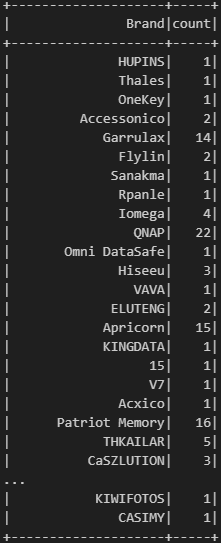 +--------------------+-----+
|               Brand|count|
+--------------------+-----+
|              HUPINS|    1|
|              Thales|    1|
|              OneKey|    1|
|         Accessonico|    2|
|            Garrulax|   14|
|              Flylin|    2|
|             Sanakma|    1|
|              Rpanle|    1|
|              Iomega|    4|
|                QNAP|   22|
|       Omni DataSafe|    1|
|              Hiseeu|    3|
|                VAVA|    1|
|             ELUTENG|    2|
|            Apricorn|   15|
|            KINGDATA|    1|
|                  15|    1|
|                  V7|    1|
|              Acxico|    1|
|      Patriot Memory|   16|
|            THKAILAR|    5|
|          CaSZLUTION|    3|
...
|           KIWIFOTOS|    1|
|              CASIMY|    1|
+--------------------+-----+